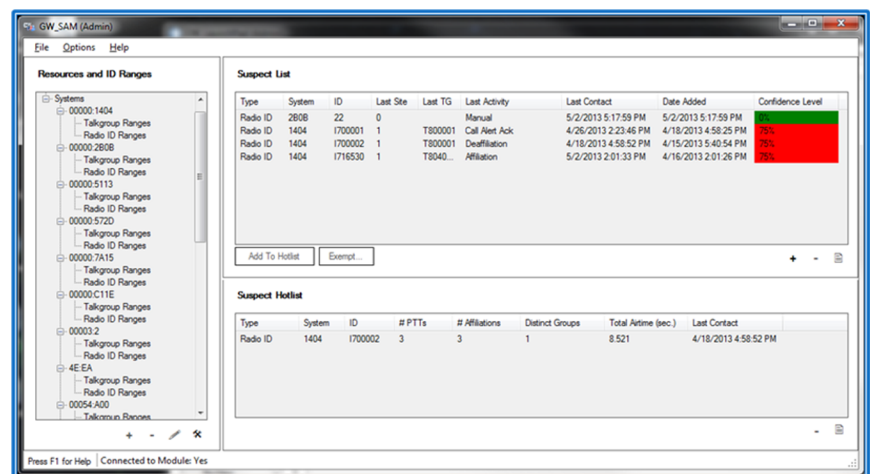 GW_SAM (Admin)
File Options Help
Resources and ID Ranges
Systems
00000:1404
Talkgroup Ranges
Radio ID Ranges
00000:2B0B
Talkgroup Ranges
Radio ID Ranges
00000:5113
Talkgroup Ranges
Radio ID Ranges
00000:572D
Talkgroup Ranges
Radio ID Ranges
00000:7A15
Talkgroup Ranges
Radio ID Ranges
00000:C11E
Talkgroup Ranges
Radio ID Ranges
00003:2
Talkgroup Ranges
Radio ID Ranges
4E:EA
Talkgroup Ranges
Radio ID Ranges
00054:A00
Talkgroup Ranges
Suspect List
Type System ID Last Site Last TG Last Activity Last Contact Date Added Confidence Level
Radio ID 2B0B 22 0 Manual 5/2/2013 5:17:59 PM 5/2/2013 5:17:59 PM 0%
Radio ID 1404 I700001 1 T800001 Call Alert Ack 4/26/2013 2:23:46 PM 4/18/2013 4:58:25 PM 75%
Radio ID 1404 I700002 1 T800001 Deaffiliation 4/18/2013 4:58:52 PM 4/15/2013 5:40:54 PM 75%
Radio ID 1404 I716530 1 T8040... Affiliation 5/2/2013 2:01:33 PM 4/16/2013 2:01:26 PM 75%
Add To Hotlist Exempt...
Suspect Hotlist
Type System ID # PTTs # Affiliations Distinct Groups Total Airtime (sec.) Last Contact
Radio ID 1404 I700002 3 3 1 8.521 4/18/2013 4:58:52 PM
Press F1 for Help Connected to Module: Yes